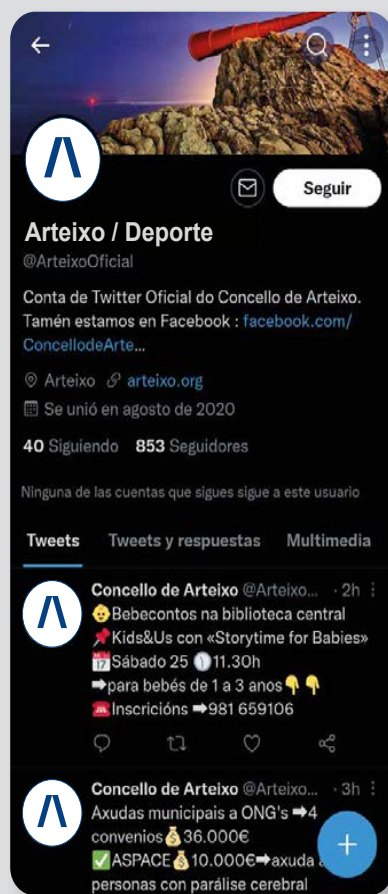 Seguir
Arteixo / Deporte
@ArteixoOficial
Conta de Twitter Oficial do Concello de Arteixo.
Tamén estamos en Facebook : facebook.com/
ConcellodeArte...
Arteixo arteixo.org
Se unió en agosto de 2020
40 Siguiendo 853 Seguidores
Ninguna de las cuentas que sigues sigue a este usuario
Tweets Tweets y respuestas Multimedia
Concello de Arteixo @Arteixo... · 2h
👶Bebecontos na biblioteca central
📌Kids&Us con «Storytime for Babies»
📅Sábado 25 🕦11.30h
➡para bebés de 1 a 3 anos👇👇
☎Inscricións ➡981 659106
Concello de Arteixo @Arteixo... · 3h
Axudas municipais a ONG's ➡4
convenios💰36.000€
✅ASPACE💰10.000€➡axuda
personas con parálise cerebral